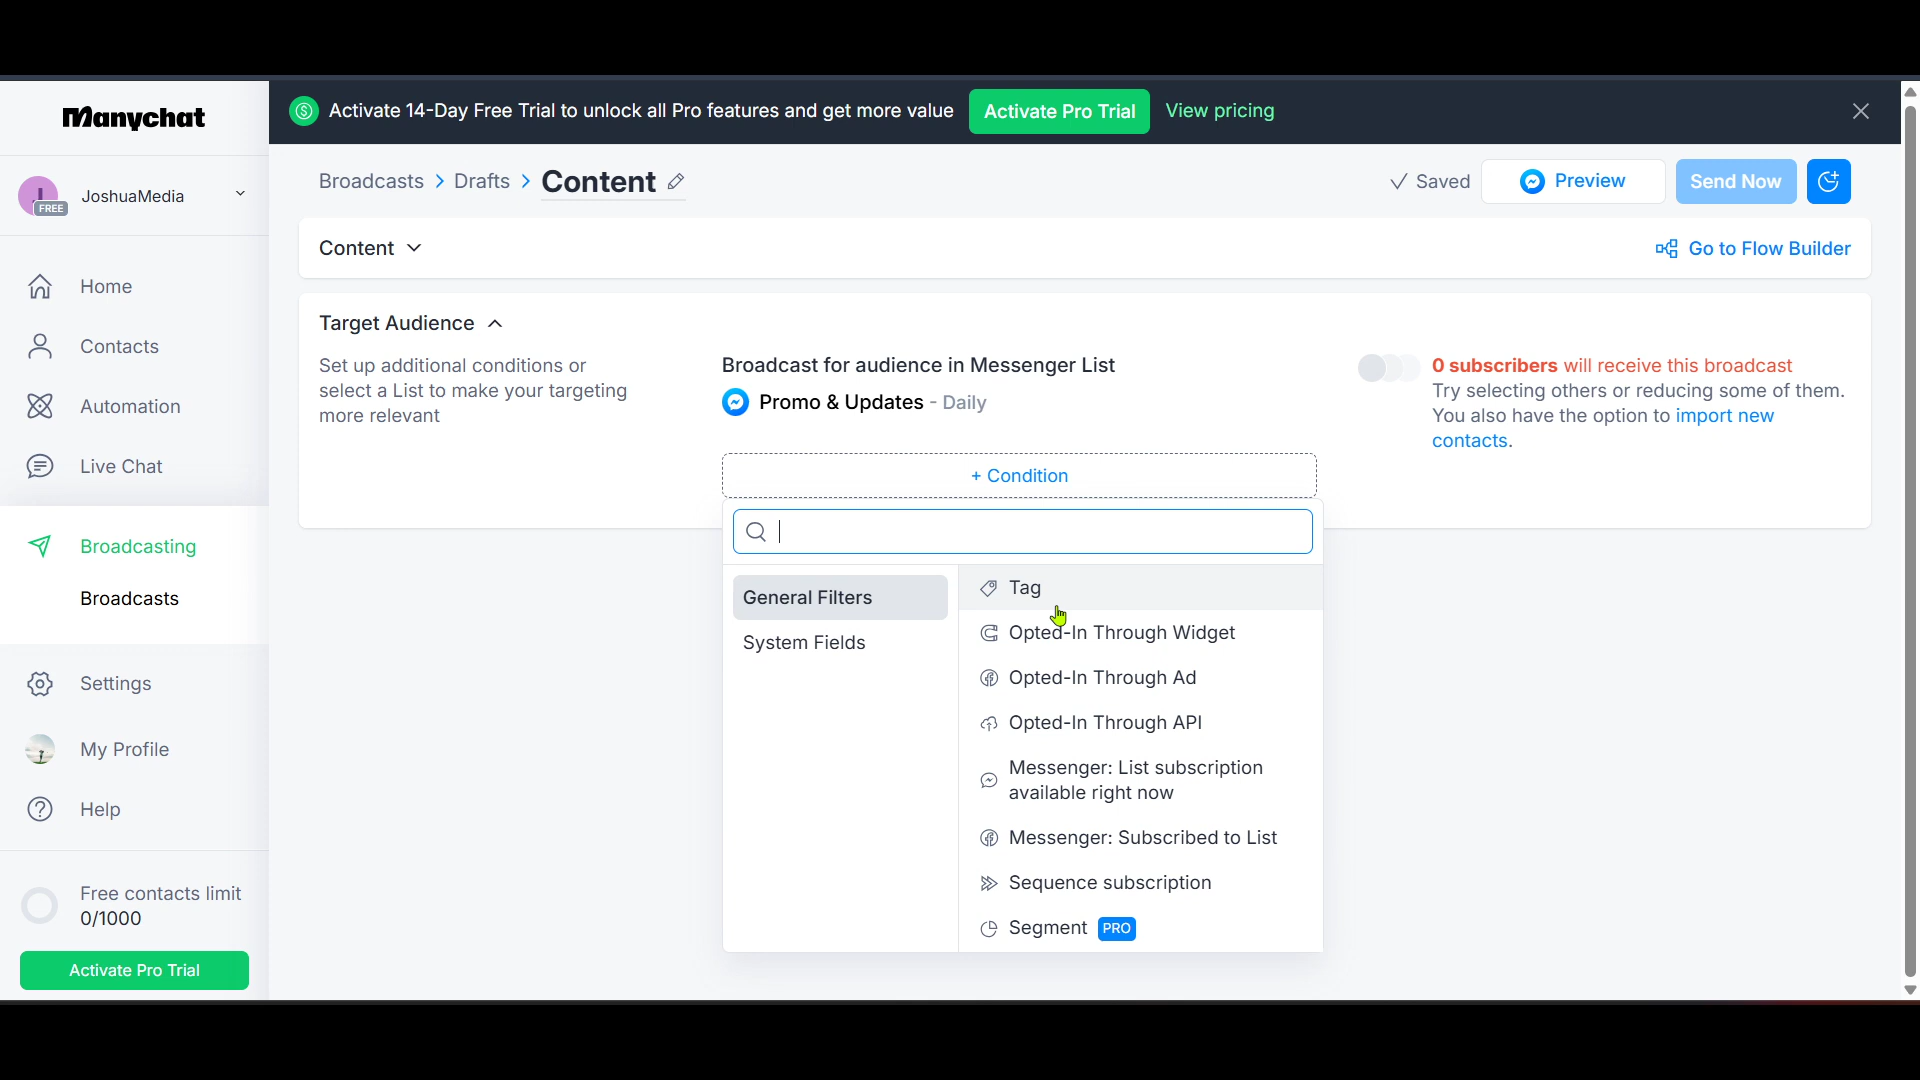 Manychat
Activate 14-Day Free Trial to unlock all Pro features and get more value
Activate Pro Trial
View pricing
J
FREE
JoshuaMedia
Broadcasts > Drafts > Content
Saved
Preview
Send Now
Home
Contacts
Automation
Live Chat
Broadcasting
Broadcasts
Settings
My Profile
Help
Free contacts limit
0/1000
Activate Pro Trial
Content
Go to Flow Builder
Target Audience
Set up additional conditions or
select a List to make your targeting
more relevant
Broadcast for audience in Messenger List
Promo & Updates - Daily
0 subscribers will receive this broadcast
Try selecting others or reducing some of them.
You also have the option to import new
contacts.
+ Condition
General Filters
System Fields
Tag
Opted-In Through Widget
Opted-In Through Ad
Opted-In Through API
Messenger: List subscription
available right now
Messenger: Subscribed to List
Sequence subscription
Segment PRO